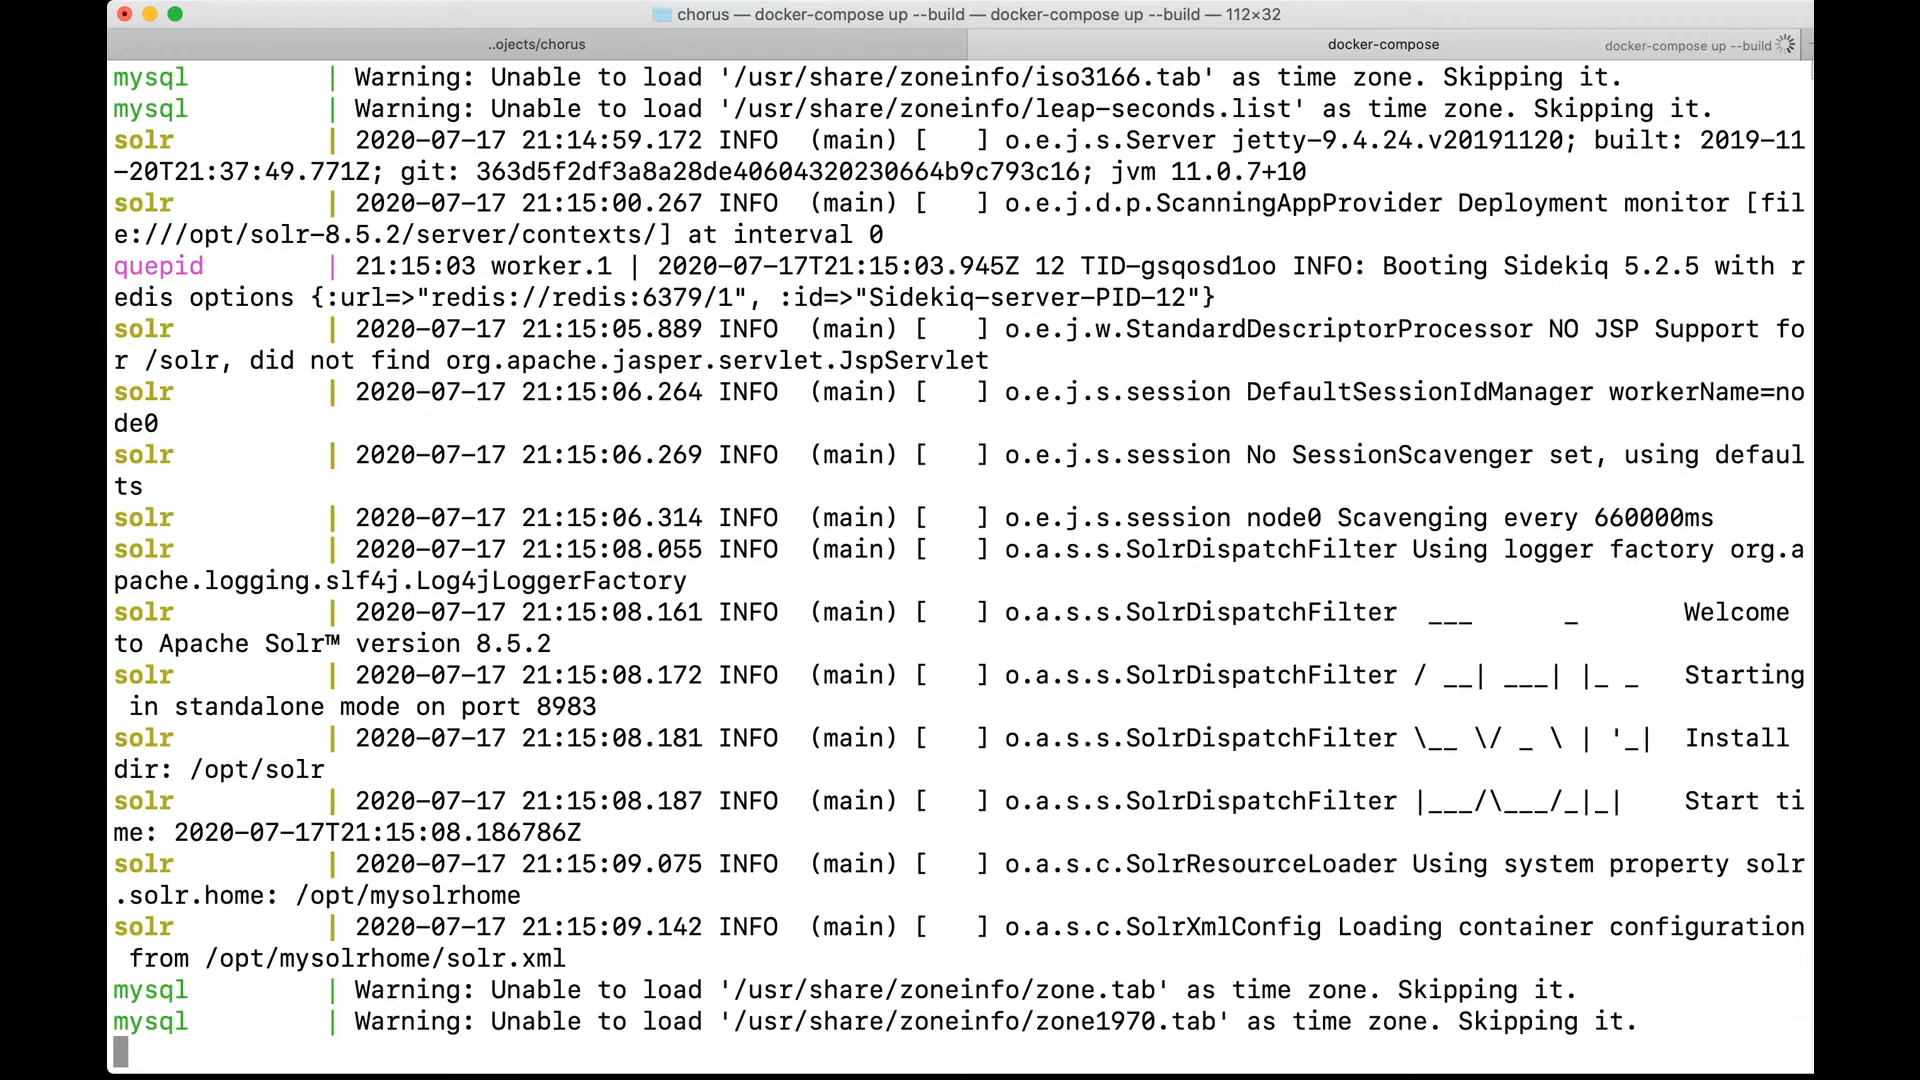 chorus — docker-compose up --build — docker-compose up --build — 112×32
..ojects/chorus docker-compose docker-compose up --build
mysql | Warning: Unable to load '/usr/share/zoneinfo/iso3166.tab' as time zone. Skipping it.
mysql | Warning: Unable to load '/usr/share/zoneinfo/leap-seconds.list' as time zone. Skipping it.
solr | 2020-07-17 21:14:59.172 INFO  (main) [   ] o.e.j.s.Server jetty-9.4.24.v20191120; built: 2019-11
-20T21:37:49.771Z; git: 363d5f2df3a8a28de40604320230664b9c793c16; jvm 11.0.7+10
solr | 2020-07-17 21:15:00.267 INFO  (main) [   ] o.e.j.d.p.ScanningAppProvider Deployment monitor [fil
e:///opt/solr-8.5.2/server/contexts/] at interval 0
quepid | 21:15:03 worker.1 | 2020-07-17T21:15:03.945Z 12 TID-gsqosd1oo INFO: Booting Sidekiq 5.2.5 with r
edis options {:url=>"redis://redis:6379/1", :id=>"Sidekiq-server-PID-12"}
solr | 2020-07-17 21:15:05.889 INFO  (main) [   ] o.e.j.w.StandardDescriptorProcessor NO JSP Support fo
r /solr, did not find org.apache.jasper.servlet.JspServlet
solr | 2020-07-17 21:15:06.264 INFO  (main) [   ] o.e.j.s.session DefaultSessionIdManager workerName=no
de0
solr | 2020-07-17 21:15:06.269 INFO  (main) [   ] o.e.j.s.session No SessionScavenger set, using defaul
ts
solr | 2020-07-17 21:15:06.314 INFO  (main) [   ] o.e.j.s.session node0 Scavenging every 660000ms
solr | 2020-07-17 21:15:08.055 INFO  (main) [   ] o.a.s.s.SolrDispatchFilter Using logger factory org.a
pache.logging.slf4j.Log4jLoggerFactory
solr | 2020-07-17 21:15:08.161 INFO  (main) [   ] o.a.s.s.SolrDispatchFilter  ___      _       Welcome
to Apache Solr™ version 8.5.2
solr | 2020-07-17 21:15:08.172 INFO  (main) [   ] o.a.s.s.SolrDispatchFilter / __| ___| |_ _   Starting
 in standalone mode on port 8983
solr | 2020-07-17 21:15:08.181 INFO  (main) [   ] o.a.s.s.SolrDispatchFilter \__ \/ _ \ | '_|  Install
dir: /opt/solr
solr | 2020-07-17 21:15:08.187 INFO  (main) [   ] o.a.s.s.SolrDispatchFilter |___/\___/_|_|    Start ti
me: 2020-07-17T21:15:08.186786Z
solr | 2020-07-17 21:15:09.075 INFO  (main) [   ] o.a.s.c.SolrResourceLoader Using system property solr
.solr.home: /opt/mysolrhome
solr | 2020-07-17 21:15:09.142 INFO  (main) [   ] o.a.s.c.SolrXmlConfig Loading container configuration
 from /opt/mysolrhome/solr.xml
mysql | Warning: Unable to load '/usr/share/zoneinfo/zone.tab' as time zone. Skipping it.
mysql | Warning: Unable to load '/usr/share/zoneinfo/zone1970.tab' as time zone. Skipping it.